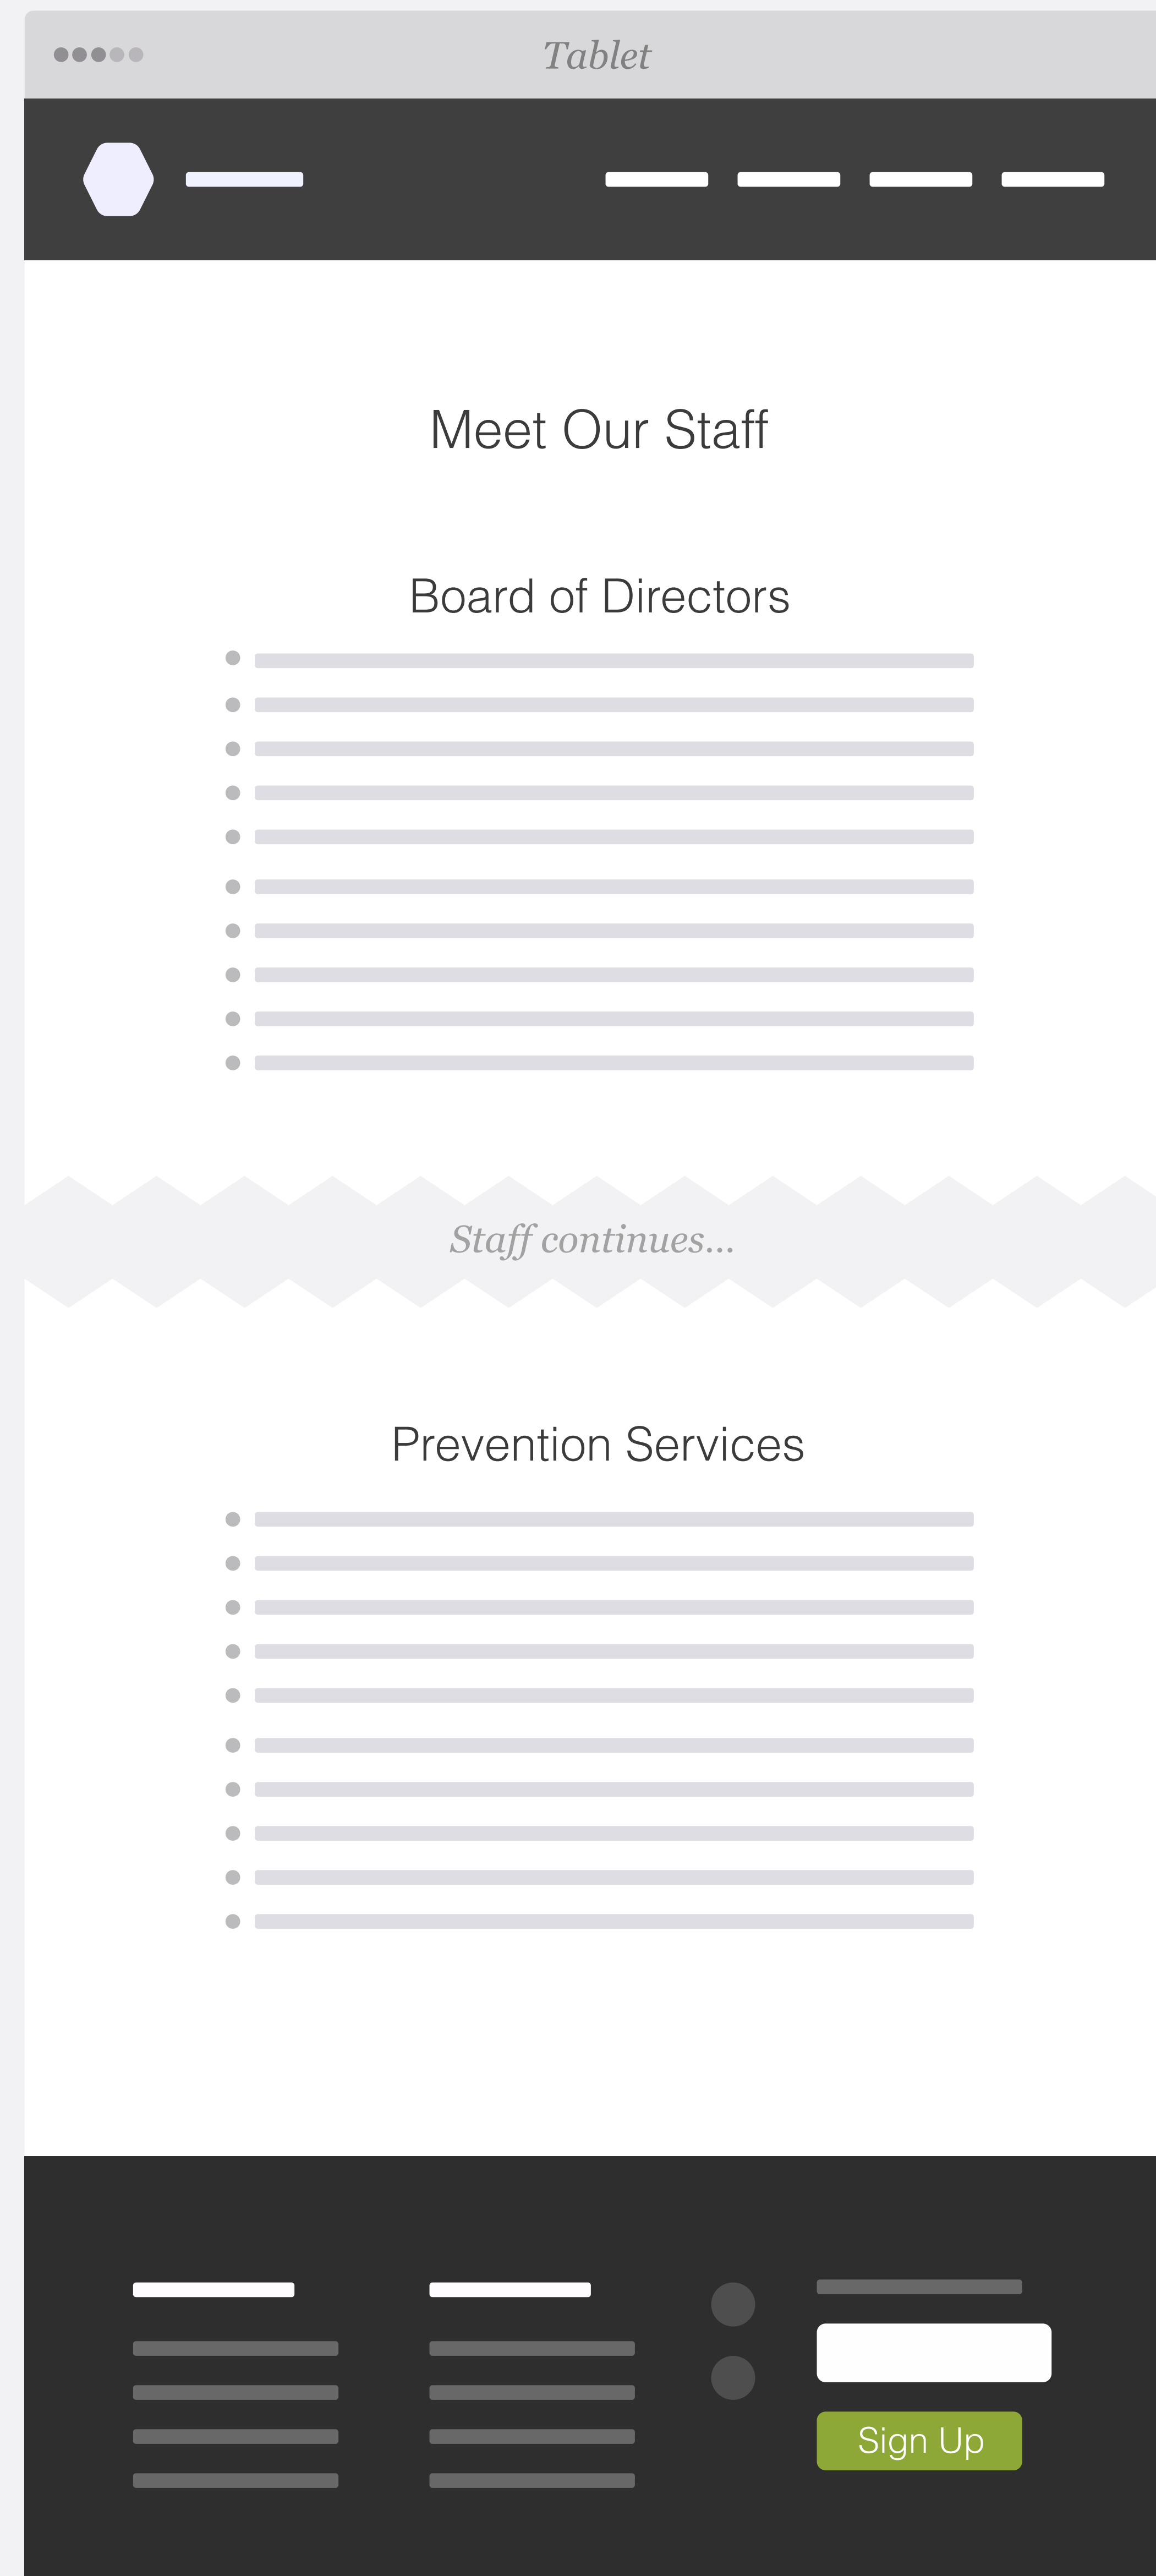 Tablet
Meet Our Staff
Board of Directors
Staff continues...
Prevention Services
Sign Up